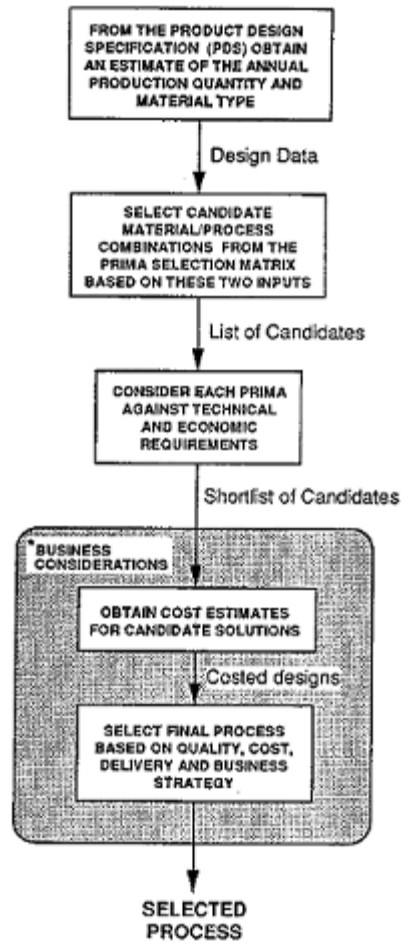 FROM THE PRODUCT DESIGN
SPECIFICATION (PDS) OBTAIN
AN ESTIMATE OF THE ANNUAL
PRODUCTION QUANTITY AND
MATERIAL TYPE
Design Data
SELECT CANDIDATE
MATERIAL/PROCESS
COMBINATIONS FROM THE
PRIMA SELECTION MATRIX
BASED ON THESE TWO INPUTS
List of Candidates
CONSIDER EACH PRIMA
AGAINST TECHNICAL
AND ECONOMIC
REQUIREMENTS
Shortlist of Candidates
*BUSINESS
CONSIDERATIONS
OBTAIN COST ESTIMATES
FOR CANDIDATE SOLUTIONS
Costed designs
SELECT FINAL PROCESS
BASED ON QUALITY, COST,
DELIVERY AND BUSINESS
STRATEGY
SELECTED
PROCESS